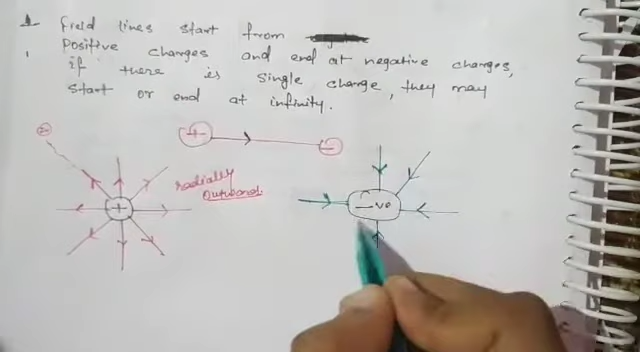 1. Field lines start from
Positive charges and end at negative charges,
if there is single charge, they may
start or end at infinity.
+ -
radially
outward
+
-ve